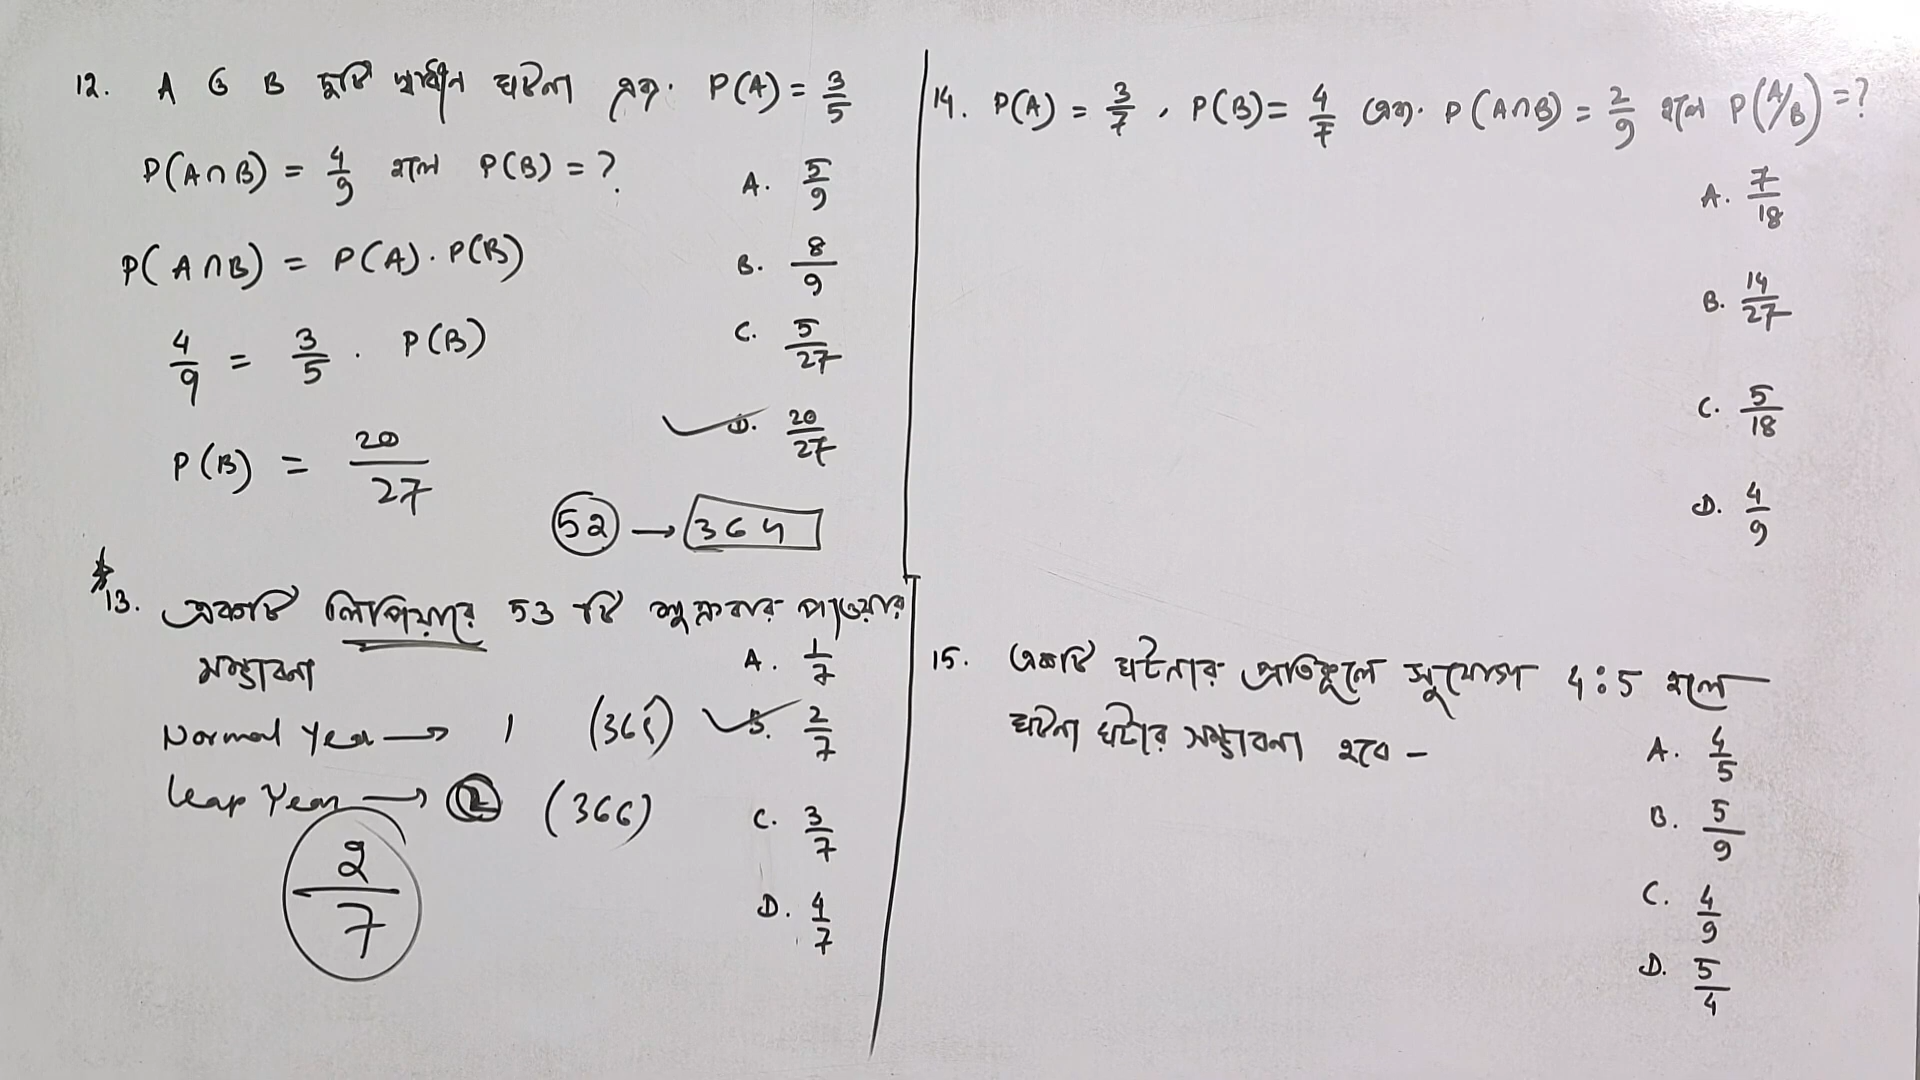 12. A ও B দুটি স্বাধীন ঘটনা এবং P(A) = 3/5
P(A∩B) = 4/9 হলে P(B) = ?
A. 5/9
B. 8/9
C. 5/27
D. 20/27
P(A∩B) = P(A). P(B)
4/9 = 3/5 . P(B)
P(B) = 20/27
52 → 364
13. একটি লিপিয়ারে 53 টি শুক্রবার পাওয়ার
সম্ভাবনা
A. 1/7
B. 2/7
C. 3/7
D. 4/7
Normal Year → 1 (365)
Leap Year → 2 (366)
2/7
14. P(A) = 3/7, P(B) = 4/7 এবং P(A∩B) = 2/9 হলে P(A/B) = ?
A. 7/18
B. 14/27
C. 5/18
D. 4/9
15. একটি ঘটনার প্রতিকূলে সুযোগ 4:5 হলে
ঘটনা ঘটার সম্ভাবনা হবে –
A. 4/5
B. 5/9
C. 4/9
D. 5/4